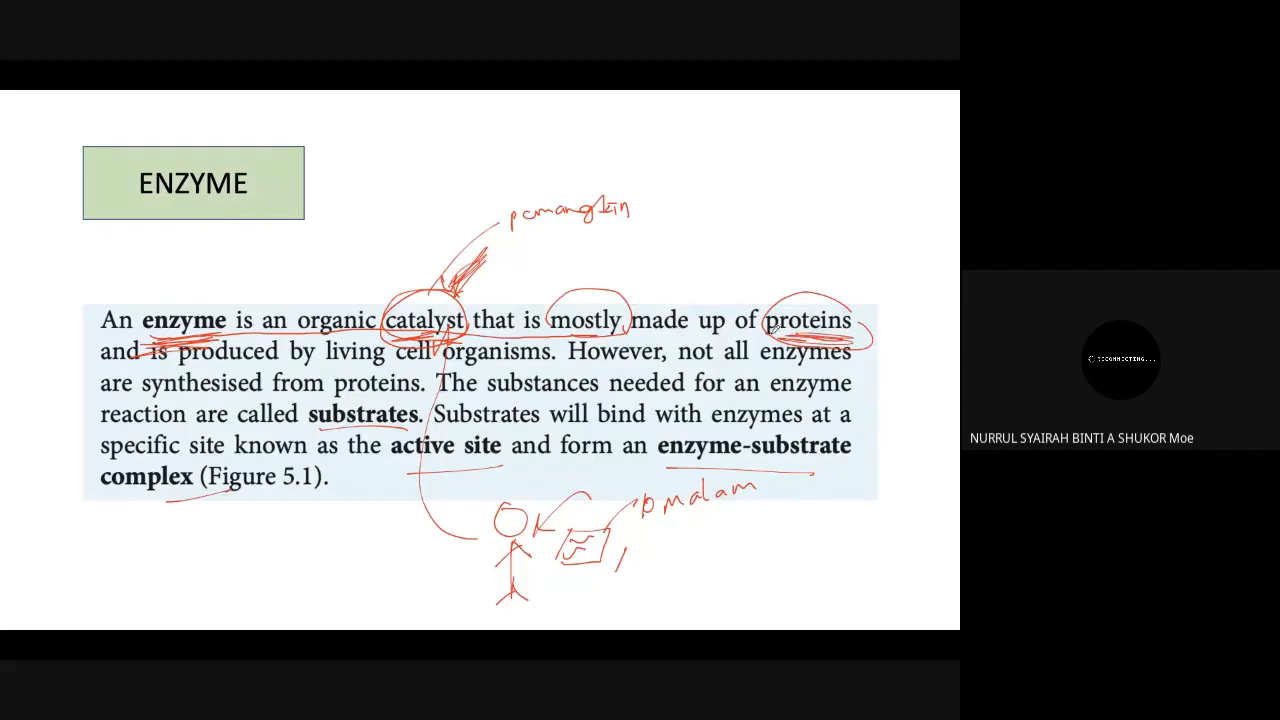 ENZYME
pemangkin
An enzyme is an organic catalyst that is mostly made up of proteins
and is produced by living cell organisms. However, not all enzymes
are synthesised from proteins. The substances needed for an enzyme
reaction are called substrates. Substrates will bind with enzymes at a
specific site known as the active site and form an enzyme-substrate
complex (Figure 5.1).
malam
RECONNECTING...
NURRUL SYAIRAH BINTI A SHUKOR Moe